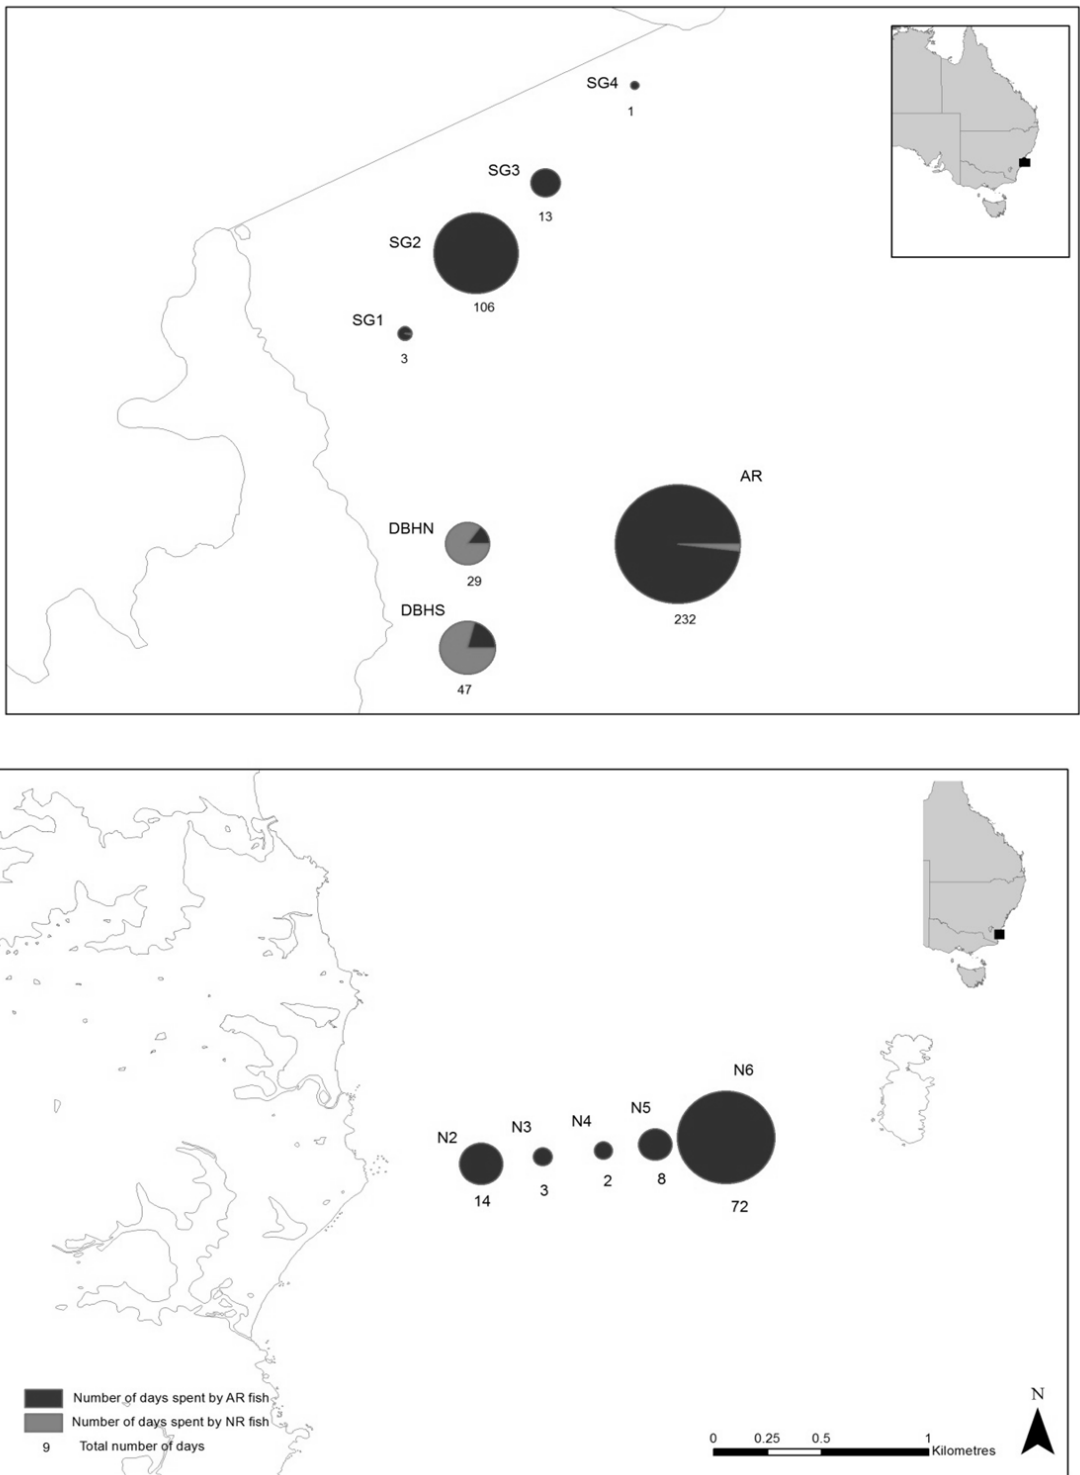 SG4
1
SG3
13
SG2
106
SG1
3
AR
232
DBHN
29
DBHS
47
N6
72
N5
8
N4
2
N3
3
N2
14
Number of days spent by AR fish
Number of days spent by NR fish
9 Total number of days
0 0.25 0.5 1
Kilometres
N